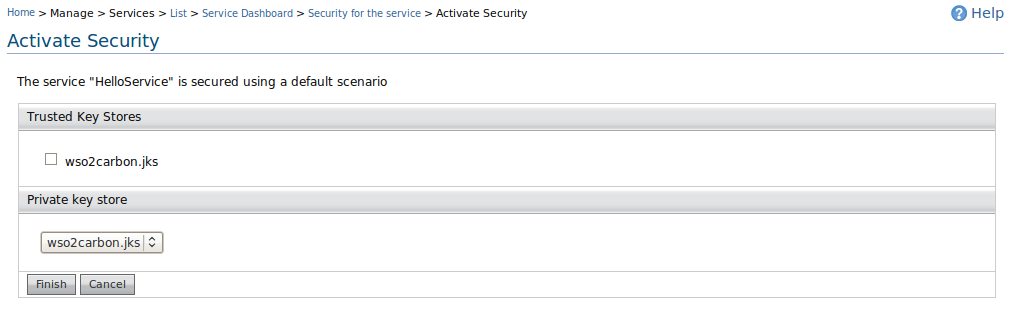 Home > Manage > Services > List > Service Dashboard > Security for the service > Activate Security
? Help
Activate Security
The service "HelloService" is secured using a default scenario
Trusted Key Stores
wso2carbon.jks
Private key store
wso2carbon.jks
Finish Cancel